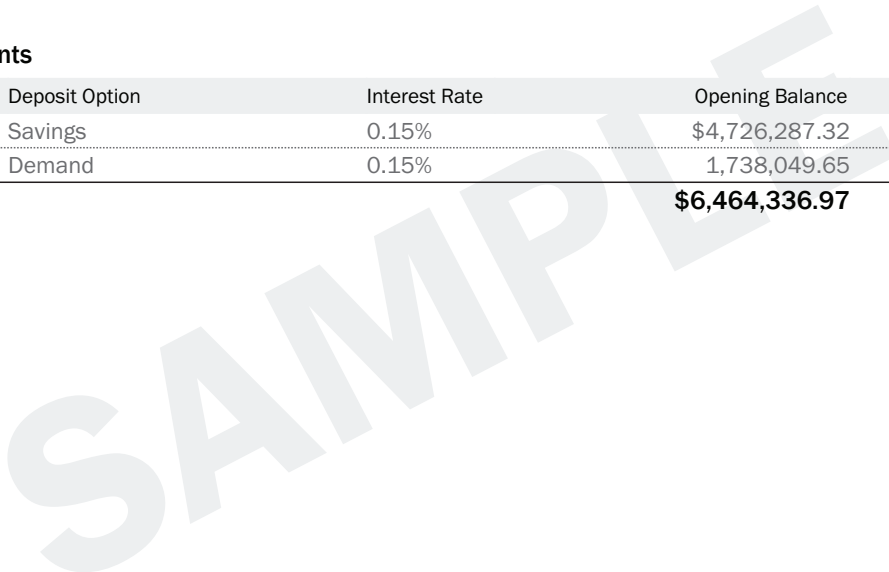 nts
Deposit Option Interest Rate Opening Balance
Savings 0.15% $4,726,287.32
Demand 0.15% 1,738,049.65
$6,464,336.97
SAMPLE